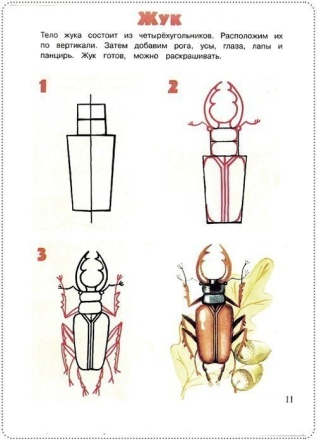 Жук
Тело жука состоит из четырёхугольников. Расположим их
по вертикали. Затем добавим рога, усы, глаза, лапы и
панцирь. Жук готов, можно раскрашивать.
1
2
3
11